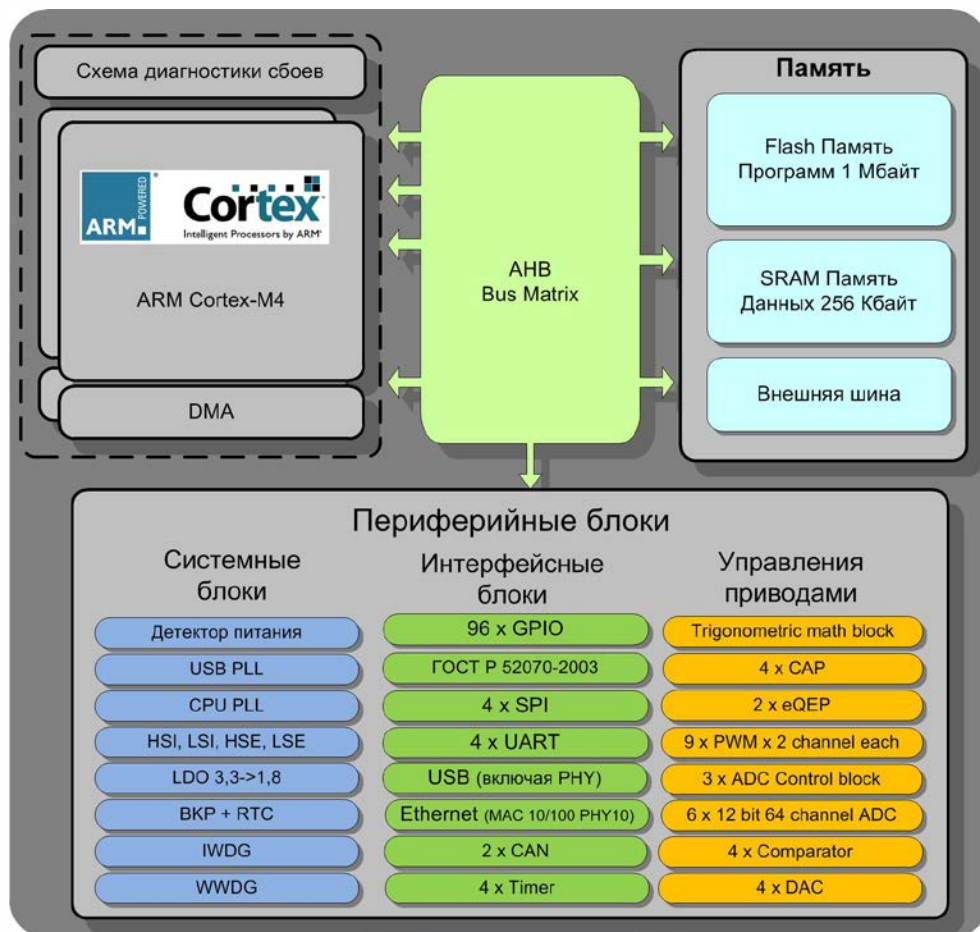 Схема диагностики сбоев
ARM
POWERED
®
Cortex™
Intelligent Processors by ARM®
ARM Cortex-M4
DMA
AHB
Bus Matrix
Память
Flash Память
Программ 1 Мбайт
SRAM Память
Данных 256 Кбайт
Внешняя шина
Периферийные блоки
Системные
блоки
Детектор питания
USB PLL
CPU PLL
HSI, LSI, HSE, LSE
LDO 3,3->1,8
BKP + RTC
IWDG
WWDG
Интерфейсные
блоки
96 x GPIO
ГОСТ Р 52070-2003
4 x SPI
4 x UART
USB (включая PHY)
Ethernet (MAC 10/100 PHY10)
2 x CAN
4 x Timer
Управления
приводами
Trigonometric math block
4 x CAP
2 x eQEP
9 x PWM x 2 channel each
3 x ADC Control block
6 x 12 bit 64 channel ADC
4 x Comparator
4 x DAC